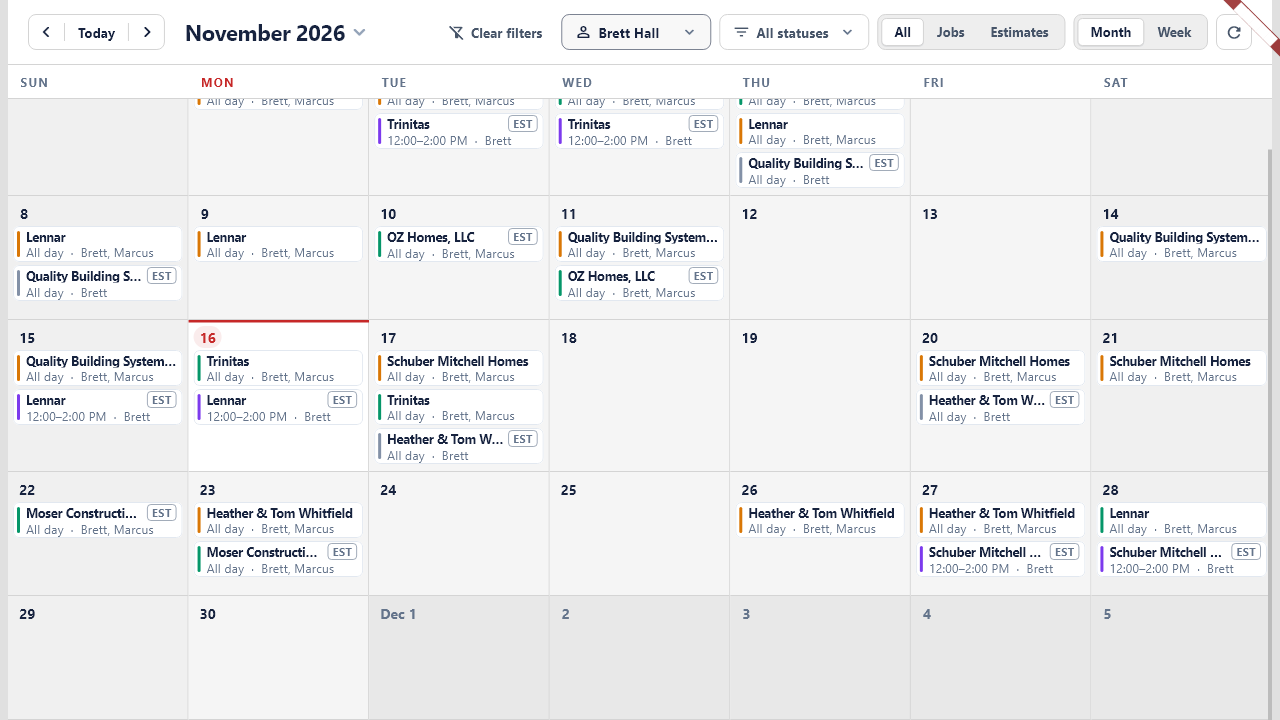 Today
November 2026
Clear filters
Brett Hall
All statuses
All
Jobs
Estimates
Month
Week
SUN
MON
TUE
WED
THU
FRI
SAT
All day · Brett, Marcus
All day · Brett, Marcus
Trinitas
EST
12:00–2:00 PM · Brett
All day · Brett, Marcus
Trinitas
EST
12:00–2:00 PM · Brett
All day · Brett, Marcus
Lennar
All day · Brett, Marcus
Quality Building S...
EST
All day · Brett
8
Lennar
All day · Brett, Marcus
Quality Building S...
EST
All day · Brett
9
Lennar
All day · Brett, Marcus
10
OZ Homes, LLC
EST
All day · Brett, Marcus
11
Quality Building System...
All day · Brett, Marcus
OZ Homes, LLC
EST
All day · Brett, Marcus
12
13
14
Quality Building System...
All day · Brett, Marcus
15
Quality Building System...
All day · Brett, Marcus
Lennar
EST
12:00–2:00 PM · Brett
16
Trinitas
All day · Brett, Marcus
Lennar
EST
12:00–2:00 PM · Brett
17
Schuber Mitchell Homes
All day · Brett, Marcus
Trinitas
All day · Brett, Marcus
Heather & Tom W...
EST
All day · Brett
18
19
20
Schuber Mitchell Homes
All day · Brett, Marcus
Heather & Tom W...
EST
All day · Brett
21
Schuber Mitchell Homes
All day · Brett, Marcus
22
Moser Constructi...
EST
All day · Brett, Marcus
23
Heather & Tom Whitfield
All day · Brett, Marcus
Moser Constructi...
EST
All day · Brett, Marcus
24
25
26
Heather & Tom Whitfield
All day · Brett, Marcus
27
Heather & Tom Whitfield
All day · Brett, Marcus
Schuber Mitchell ...
EST
12:00–2:00 PM · Brett
28
Lennar
All day · Brett, Marcus
Schuber Mitchell ...
EST
12:00–2:00 PM · Brett
29
30
Dec 1
2
3
4
5